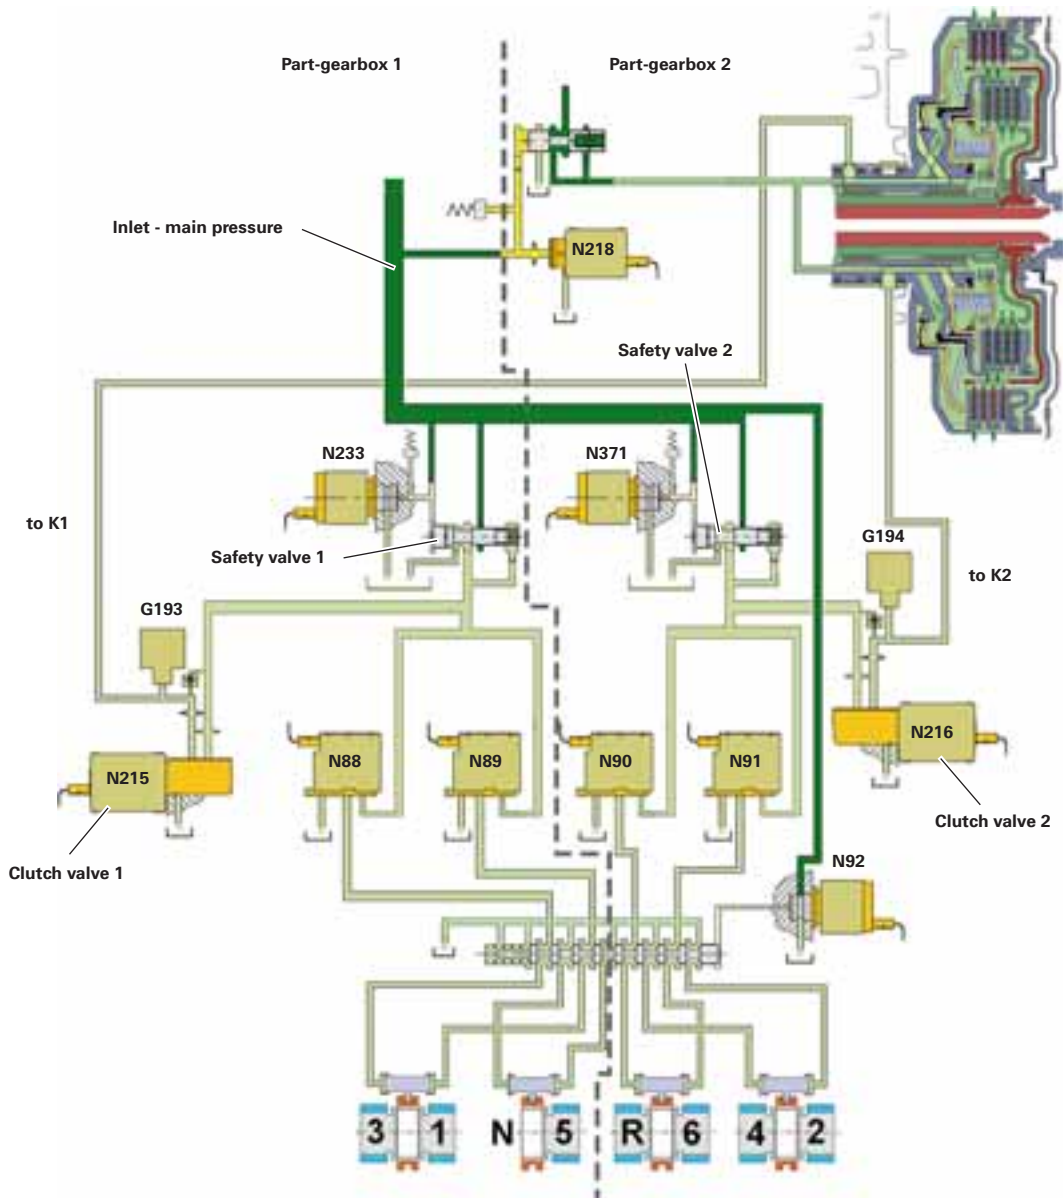 Part-gearbox 1
Part-gearbox 2
Inlet - main pressure
N218
Safety valve 2
N233
N371
to K1
Safety valve 1
G194
to K2
G193
N215
N88
N89
N90
N91
N216
Clutch valve 2
Clutch valve 1
N92
3 1 N 5 R 6 4 2